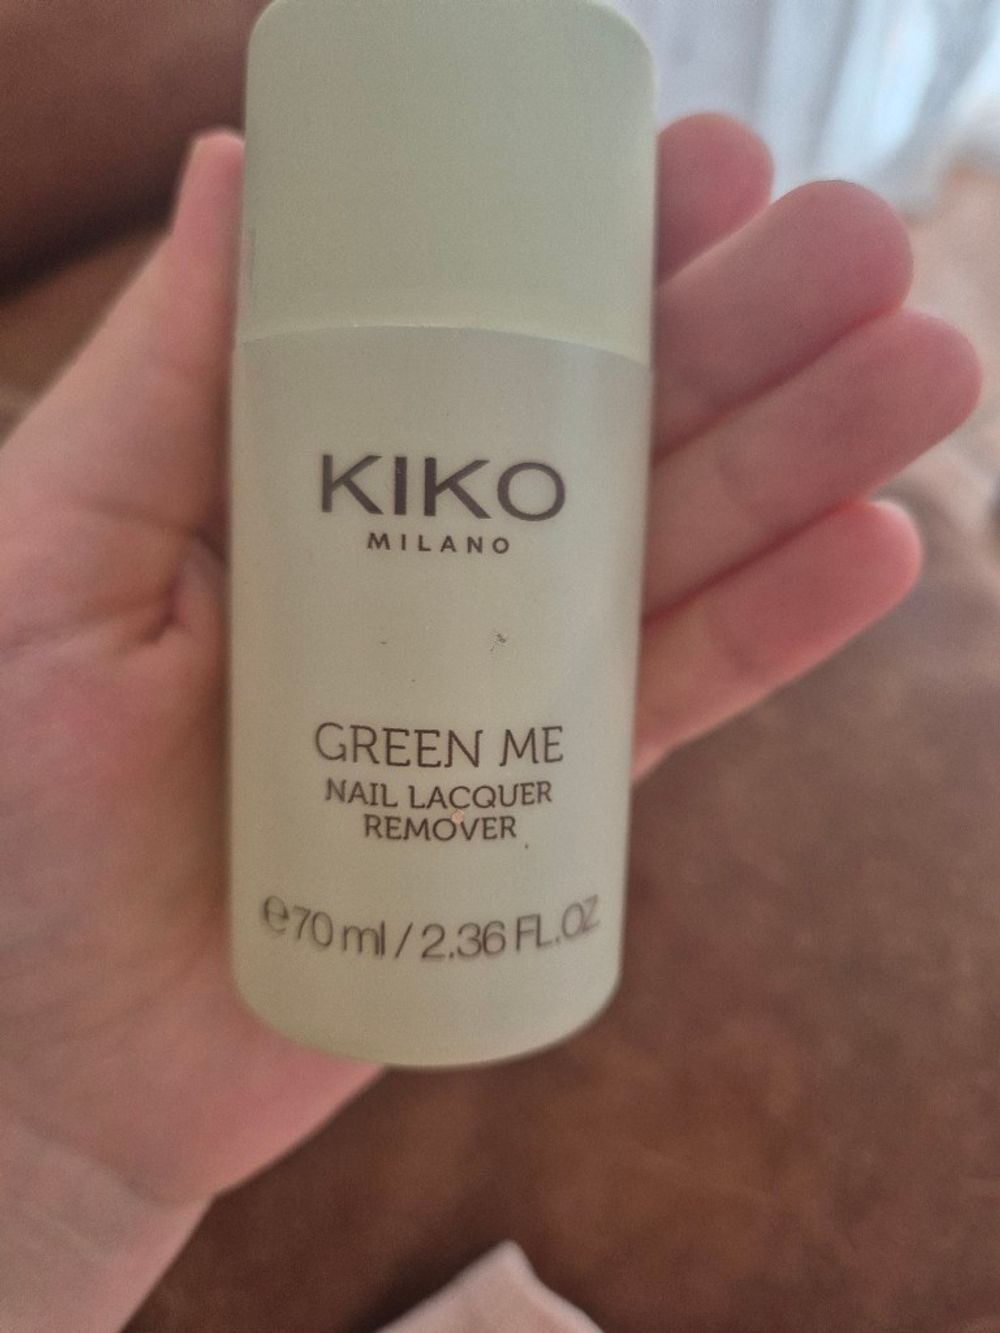 KIKO
MILANO
GREEN ME
NAIL LACQUER
REMOVER
℮70 ml / 2.36 FL.OZ